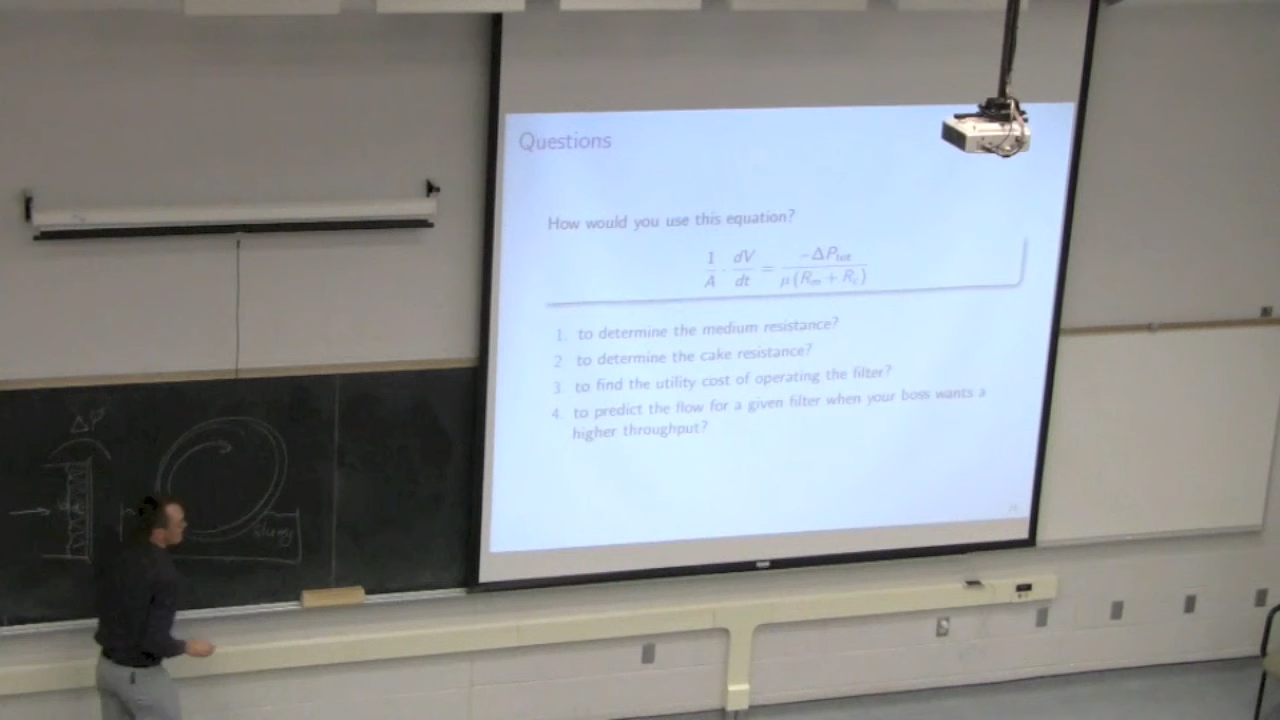 Questions
How would you use this equation?
1/A · dV/dt = −ΔP_tot / μ(R_m + R_c)
1. to determine the medium resistance?
2. to determine the cake resistance?
3. to find the utility cost of operating the filter?
4. to predict the flow for a given filter when your boss wants a
higher throughput?
ΔP
slurry